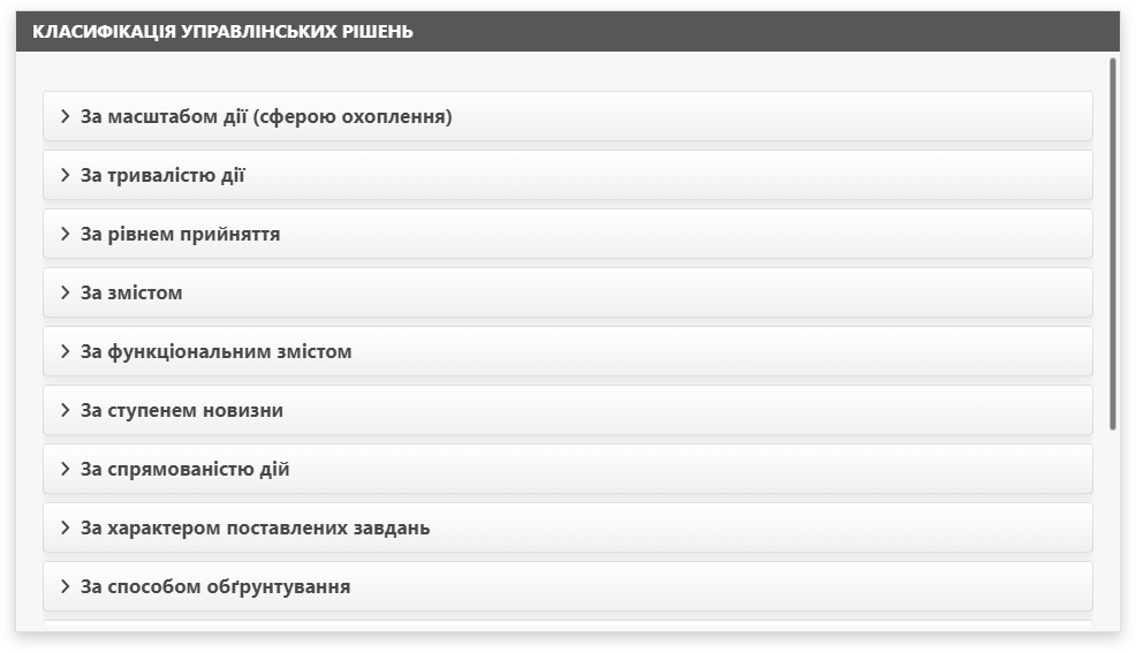 КЛАСИФІКАЦІЯ УПРАВЛІНСЬКИХ РІШЕНЬ
За масштабом дії (сферою охоплення)
За тривалістю дії
За рівнем прийняття
За змістом
За функціональним змістом
За ступенем новизни
За спрямованістю дій
За характером поставлених завдань
За способом обґрунтування